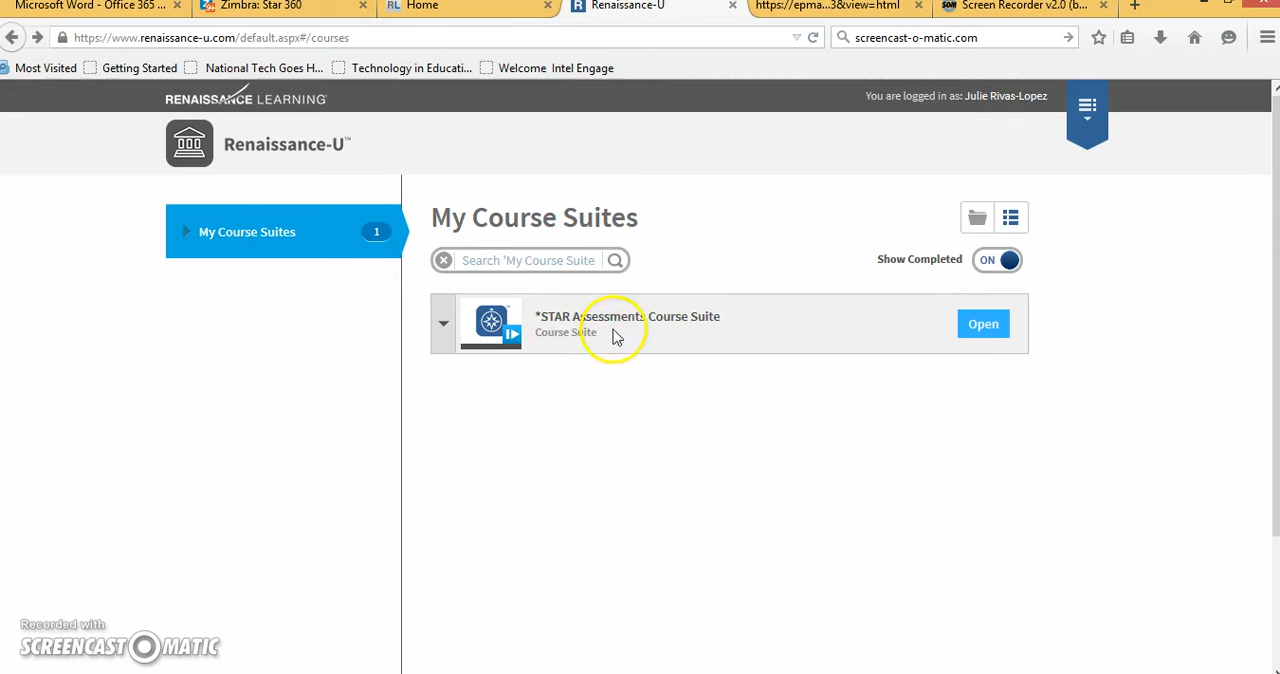 Microsoft Word - Office 365 ... × Zimbra: Star 360 × RL Home × R Renaissance-U × https://epma...3&view=html × SOM Screen Recorder v2.0 (b... × +
https://www.renaissance-u.com/default.aspx#/courses screencast-o-matic.com
Most Visited Getting Started National Tech Goes H... Technology in Educati... Welcome Intel Engage
RENAISSANCE LEARNING You are logged in as: Julie Rivas-Lopez
Renaissance-U™
My Course Suites 1
My Course Suites
Search 'My Course Suite
Show Completed ON
*STAR Assessments Course Suite
Course Suite
Open
Recorded with
SCREENCAST-O-MATIC